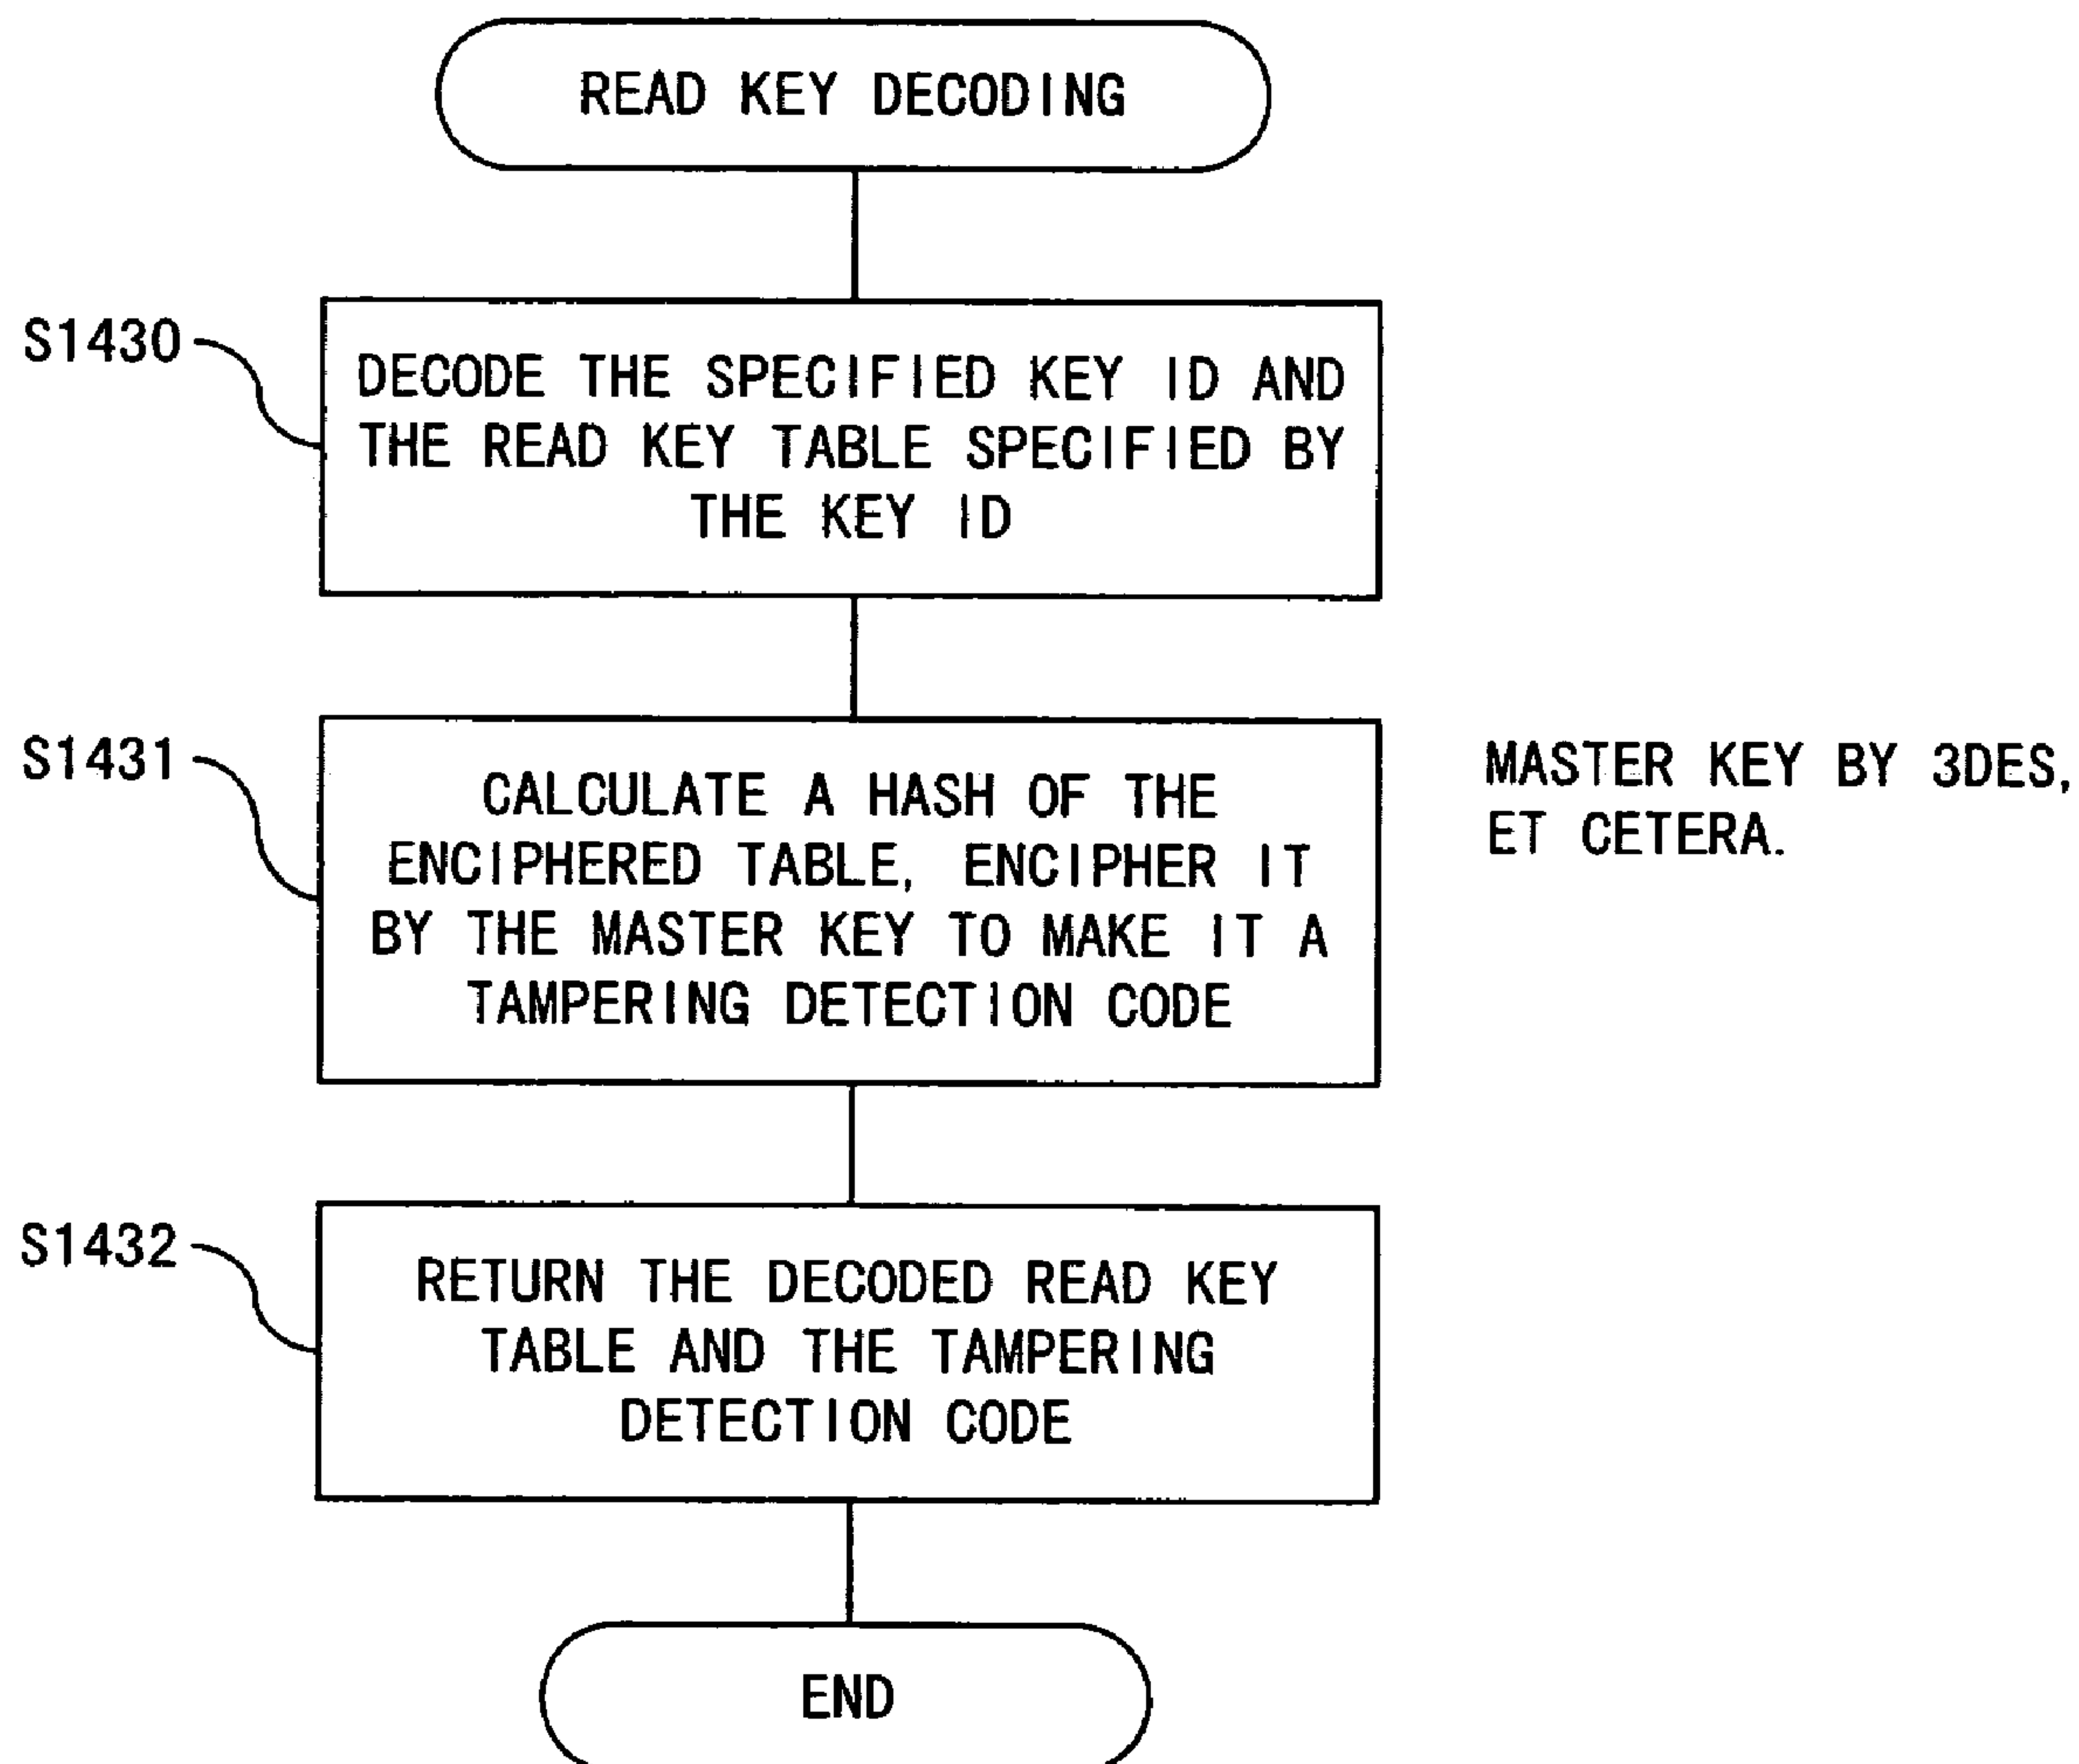 READ KEY DECODING
S1430
DECODE THE SPECIFIED KEY ID AND
THE READ KEY TABLE SPECIFIED BY
THE KEY ID
S1431
CALCULATE A HASH OF THE
ENCIPHERED TABLE, ENCIPHER IT
BY THE MASTER KEY TO MAKE IT A
TAMPERING DETECTION CODE
MASTER KEY BY 3DES,
ET CETERA.
S1432
RETURN THE DECODED READ KEY
TABLE AND THE TAMPERING
DETECTION CODE
END